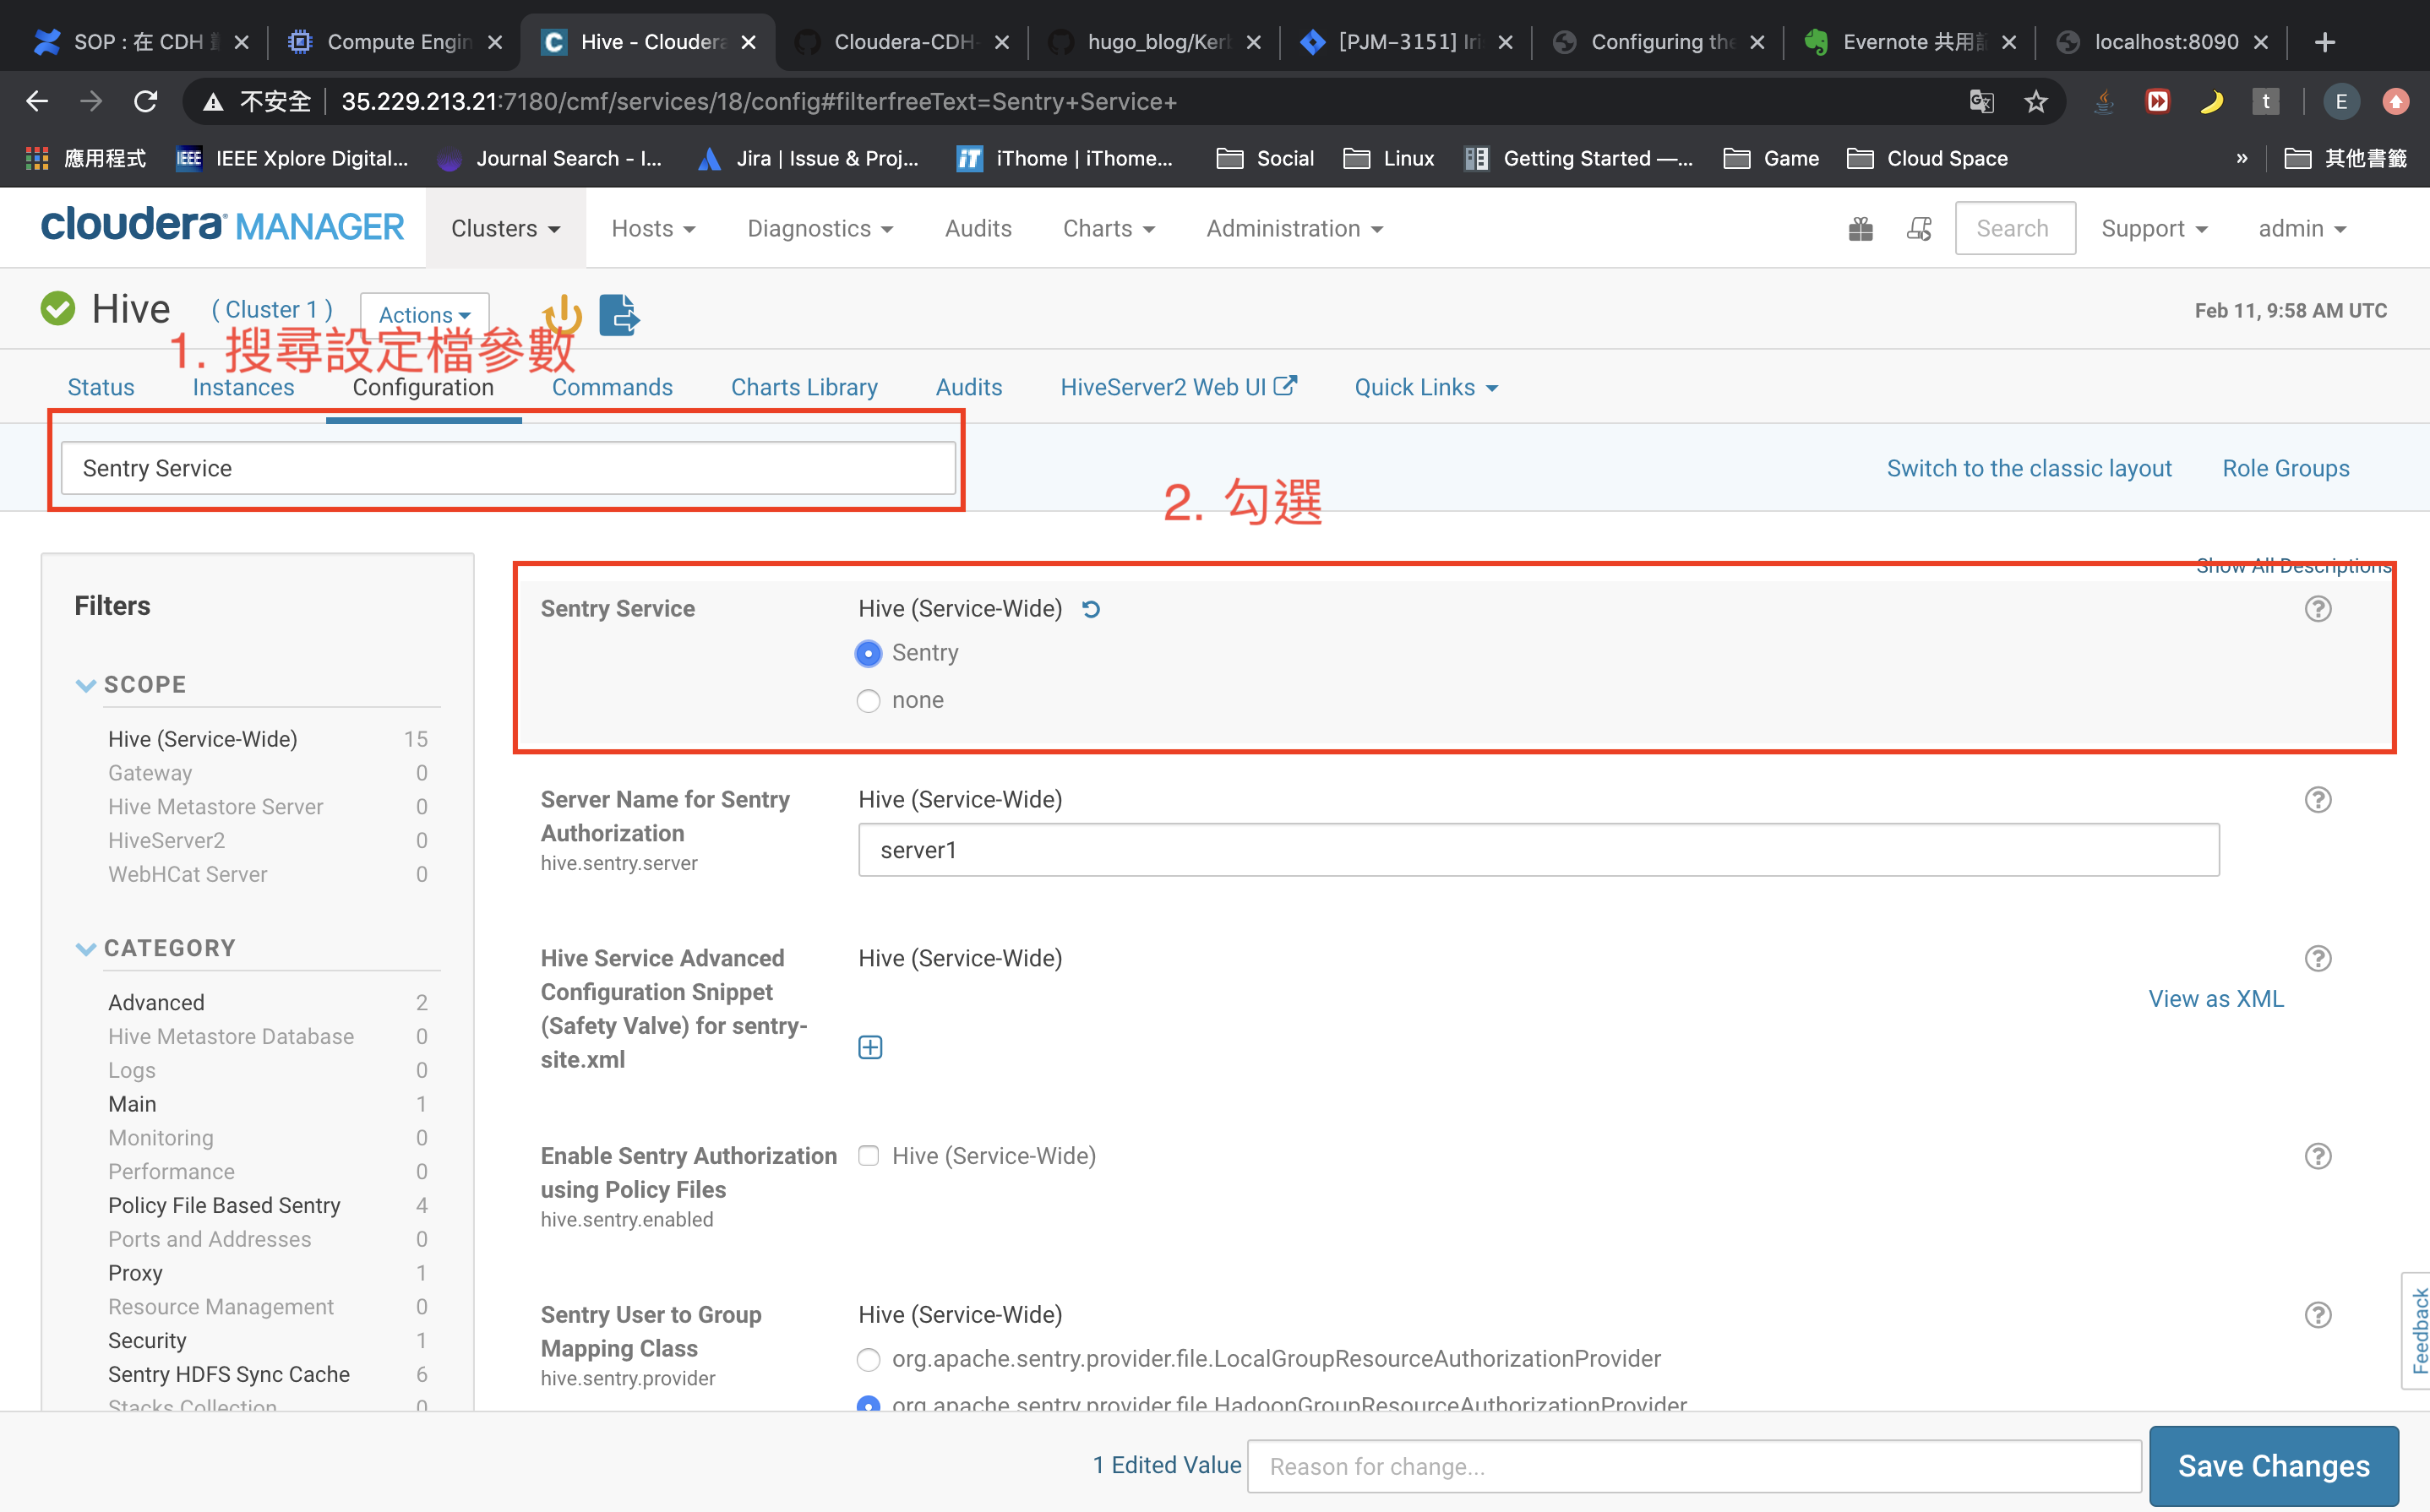 SOP : 在 CDH
Compute Engin
Hive - Cloudera
Cloudera-CDH-
hugo_blog/Kerb
[PJM-3151] Iri
Configuring the
Evernote 共用
localhost:8090
不安全
35.229.213.21:7180/cmf/services/18/config#filterfreeText=Sentry+Service+
t
E
應用程式
IEEE
IEEE Xplore Digital...
Journal Search - I...
Jira | Issue & Proj...
iT
iThome | iThome...
Social
Linux
Getting Started —...
Game
Cloud Space
»
其他書籤
cloudera MANAGER
Clusters
Hosts
Diagnostics
Audits
Charts
Administration
Search
Support
admin
Hive
( Cluster 1 )
Actions
Feb 11, 9:58 AM UTC
1. 搜尋設定檔參數
Status
Instances
Configuration
Commands
Charts Library
Audits
HiveServer2 Web UI
Quick Links
Sentry Service
Switch to the classic layout
Role Groups
2. 勾選
Show All Descriptions
Filters
SCOPE
Hive (Service-Wide) 15
Gateway 0
Hive Metastore Server 0
HiveServer2 0
WebHCat Server 0
CATEGORY
Advanced 2
Hive Metastore Database 0
Logs 0
Main 1
Monitoring 0
Performance 0
Policy File Based Sentry 4
Ports and Addresses 0
Proxy 1
Resource Management 0
Security 1
Sentry HDFS Sync Cache 6
Stacks Collection 0
Sentry Service
Hive (Service-Wide)
Sentry
none
Server Name for Sentry
Authorization
hive.sentry.server
Hive (Service-Wide)
server1
Hive Service Advanced
Configuration Snippet
(Safety Valve) for sentry-
site.xml
Hive (Service-Wide)
View as XML
Enable Sentry Authorization
using Policy Files
hive.sentry.enabled
Hive (Service-Wide)
Sentry User to Group
Mapping Class
hive.sentry.provider
Hive (Service-Wide)
org.apache.sentry.provider.file.LocalGroupResourceAuthorizationProvider
org.apache.sentry.provider.file.HadoopGroupResourceAuthorizationProvider
Feedback
1 Edited Value
Reason for change...
Save Changes